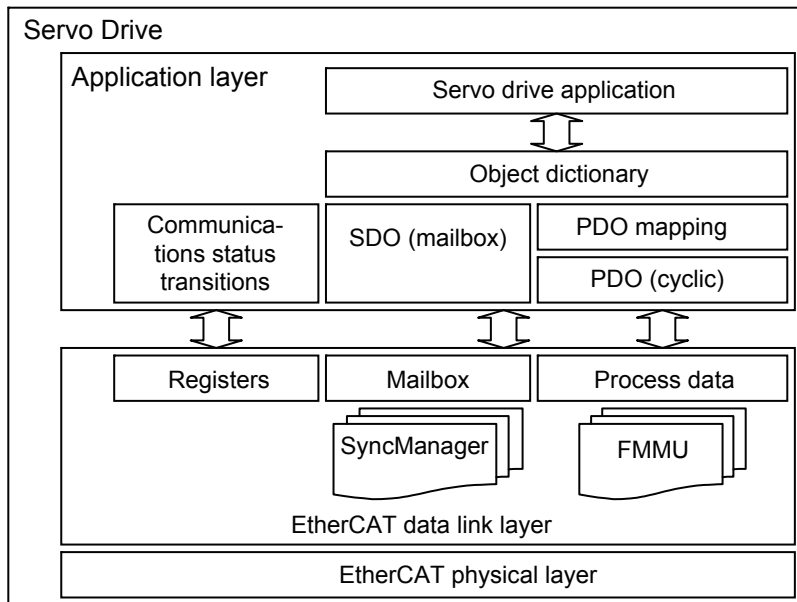 Servo Drive
Application layer
Servo drive application
Object dictionary
Communica-
tions status
transitions
SDO (mailbox)
PDO mapping
PDO (cyclic)
Registers
Mailbox
Process data
SyncManager
FMMU
EtherCAT data link layer
EtherCAT physical layer